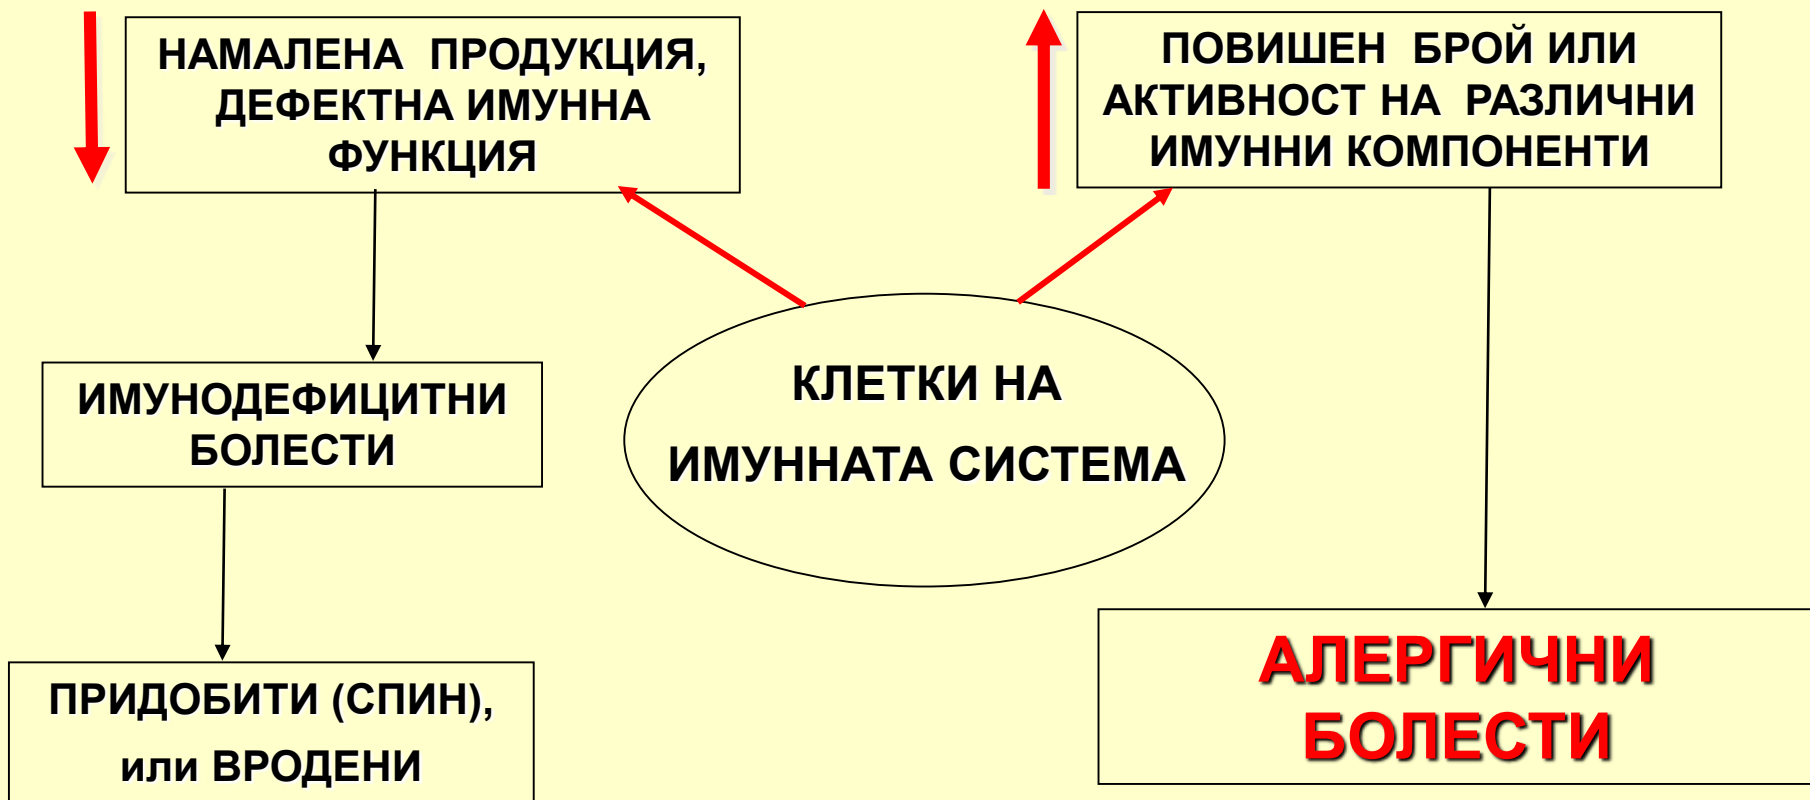 НАМАЛЕНА ПРОДУКЦИЯ,
ДЕФЕКТНА ИМУННА
ФУНКЦИЯ
ПОВИШЕН БРОЙ ИЛИ
АКТИВНОСТ НА РАЗЛИЧНИ
ИМУННИ КОМПОНЕНТИ
КЛЕТКИ НА
ИМУННАТА СИСТЕМА
ИМУНОДЕФИЦИТНИ
БОЛЕСТИ
ПРИДОБИТИ (СПИН),
или ВРОДЕНИ
АЛЕРГИЧНИ
БОЛЕСТИ